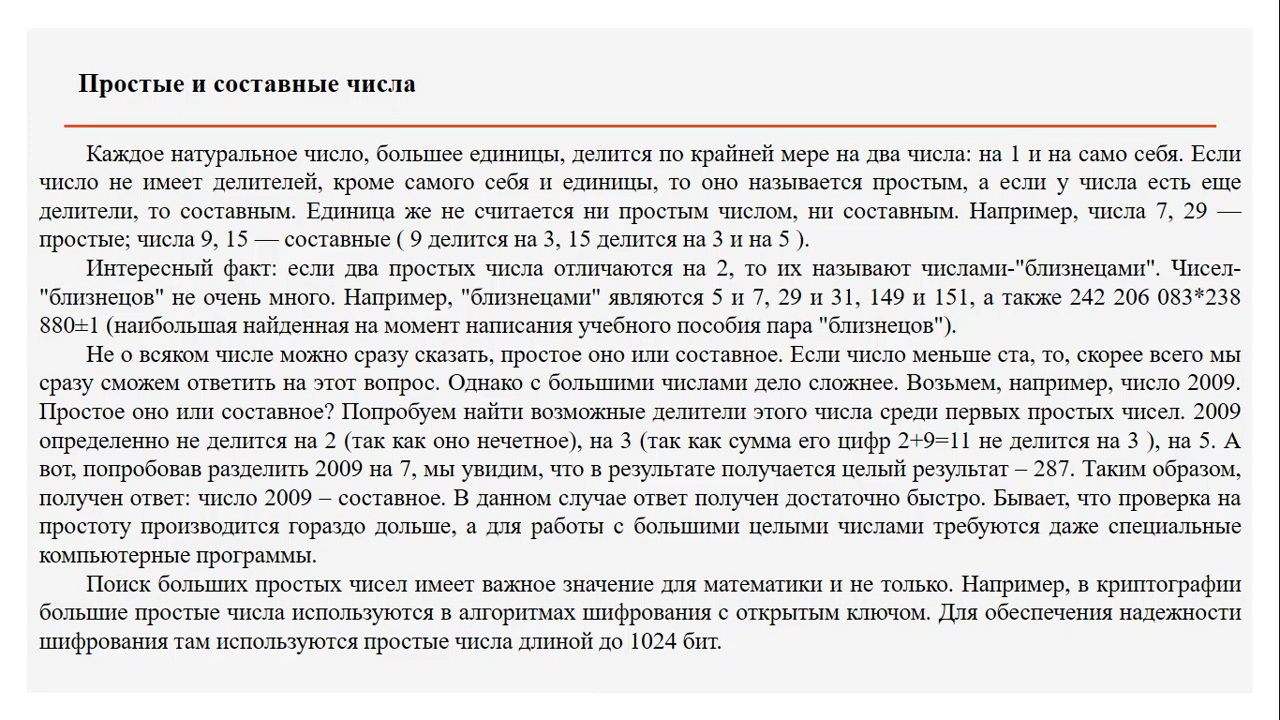 Простые и составные числа
Каждое натуральное число, большее единицы, делится по крайней мере на два числа: на 1 и на само себя. Если
число не имеет делителей, кроме самого себя и единицы, то оно называется простым, а если у числа есть еще
делители, то составным. Единица же не считается ни простым числом, ни составным. Например, числа 7, 29 —
простые; числа 9, 15 — составные ( 9 делится на 3, 15 делится на 3 и на 5 ).
Интересный факт: если два простых числа отличаются на 2, то их называют числами-"близнецами". Чисел-
"близнецов" не очень много. Например, "близнецами" являются 5 и 7, 29 и 31, 149 и 151, а также 242 206 083*238
880±1 (наибольшая найденная на момент написания учебного пособия пара "близнецов").
Не о всяком числе можно сразу сказать, простое оно или составное. Если число меньше ста, то, скорее всего мы
сразу сможем ответить на этот вопрос. Однако с большими числами дело сложнее. Возьмем, например, число 2009.
Простое оно или составное? Попробуем найти возможные делители этого числа среди первых простых чисел. 2009
определенно не делится на 2 (так как оно нечетное), на 3 (так как сумма его цифр 2+9=11 не делится на 3 ), на 5. А
вот, попробовав разделить 2009 на 7, мы увидим, что в результате получается целый результат – 287. Таким образом,
получен ответ: число 2009 – составное. В данном случае ответ получен достаточно быстро. Бывает, что проверка на
простоту производится гораздо дольше, а для работы с большими целыми числами требуются даже специальные
компьютерные программы.
Поиск больших простых чисел имеет важное значение для математики и не только. Например, в криптографии
большие простые числа используются в алгоритмах шифрования с открытым ключом. Для обеспечения надежности
шифрования там используются простые числа длиной до 1024 бит.